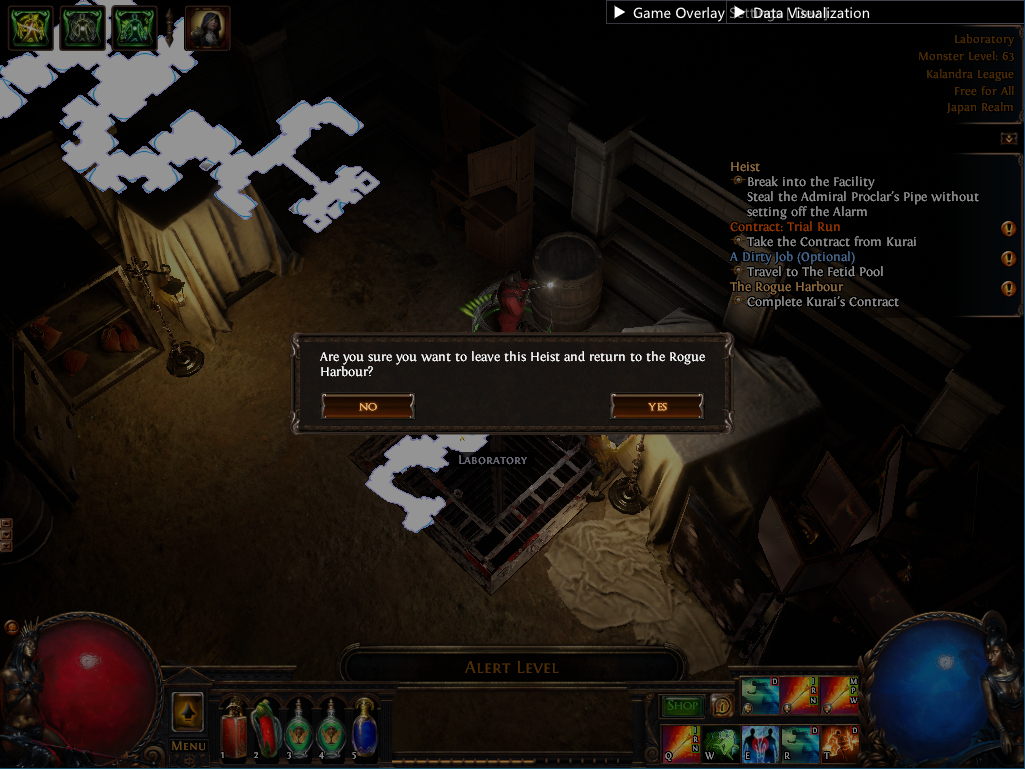 Game Overlay
Data Visualization
Laboratory
Monster Level: 63
Kalandra League
Free for All
Japan Realm
Heist
Break into the Facility
Steal the Admiral Proclar's Pipe without
setting off the Alarm
Contract: Trial Run
Take the Contract from Kurai
A Dirty Job (Optional)
Travel to The Fetid Pool
The Rogue Harbour
Complete Kurai's Contract
Are you sure you want to leave this Heist and return to the Rogue
Harbour?
NO
YES
LABORATORY
ALERT LEVEL
MENU
1 2 3 4 5
SHOP
D I R N M P W
I R N D D
Q W E R T